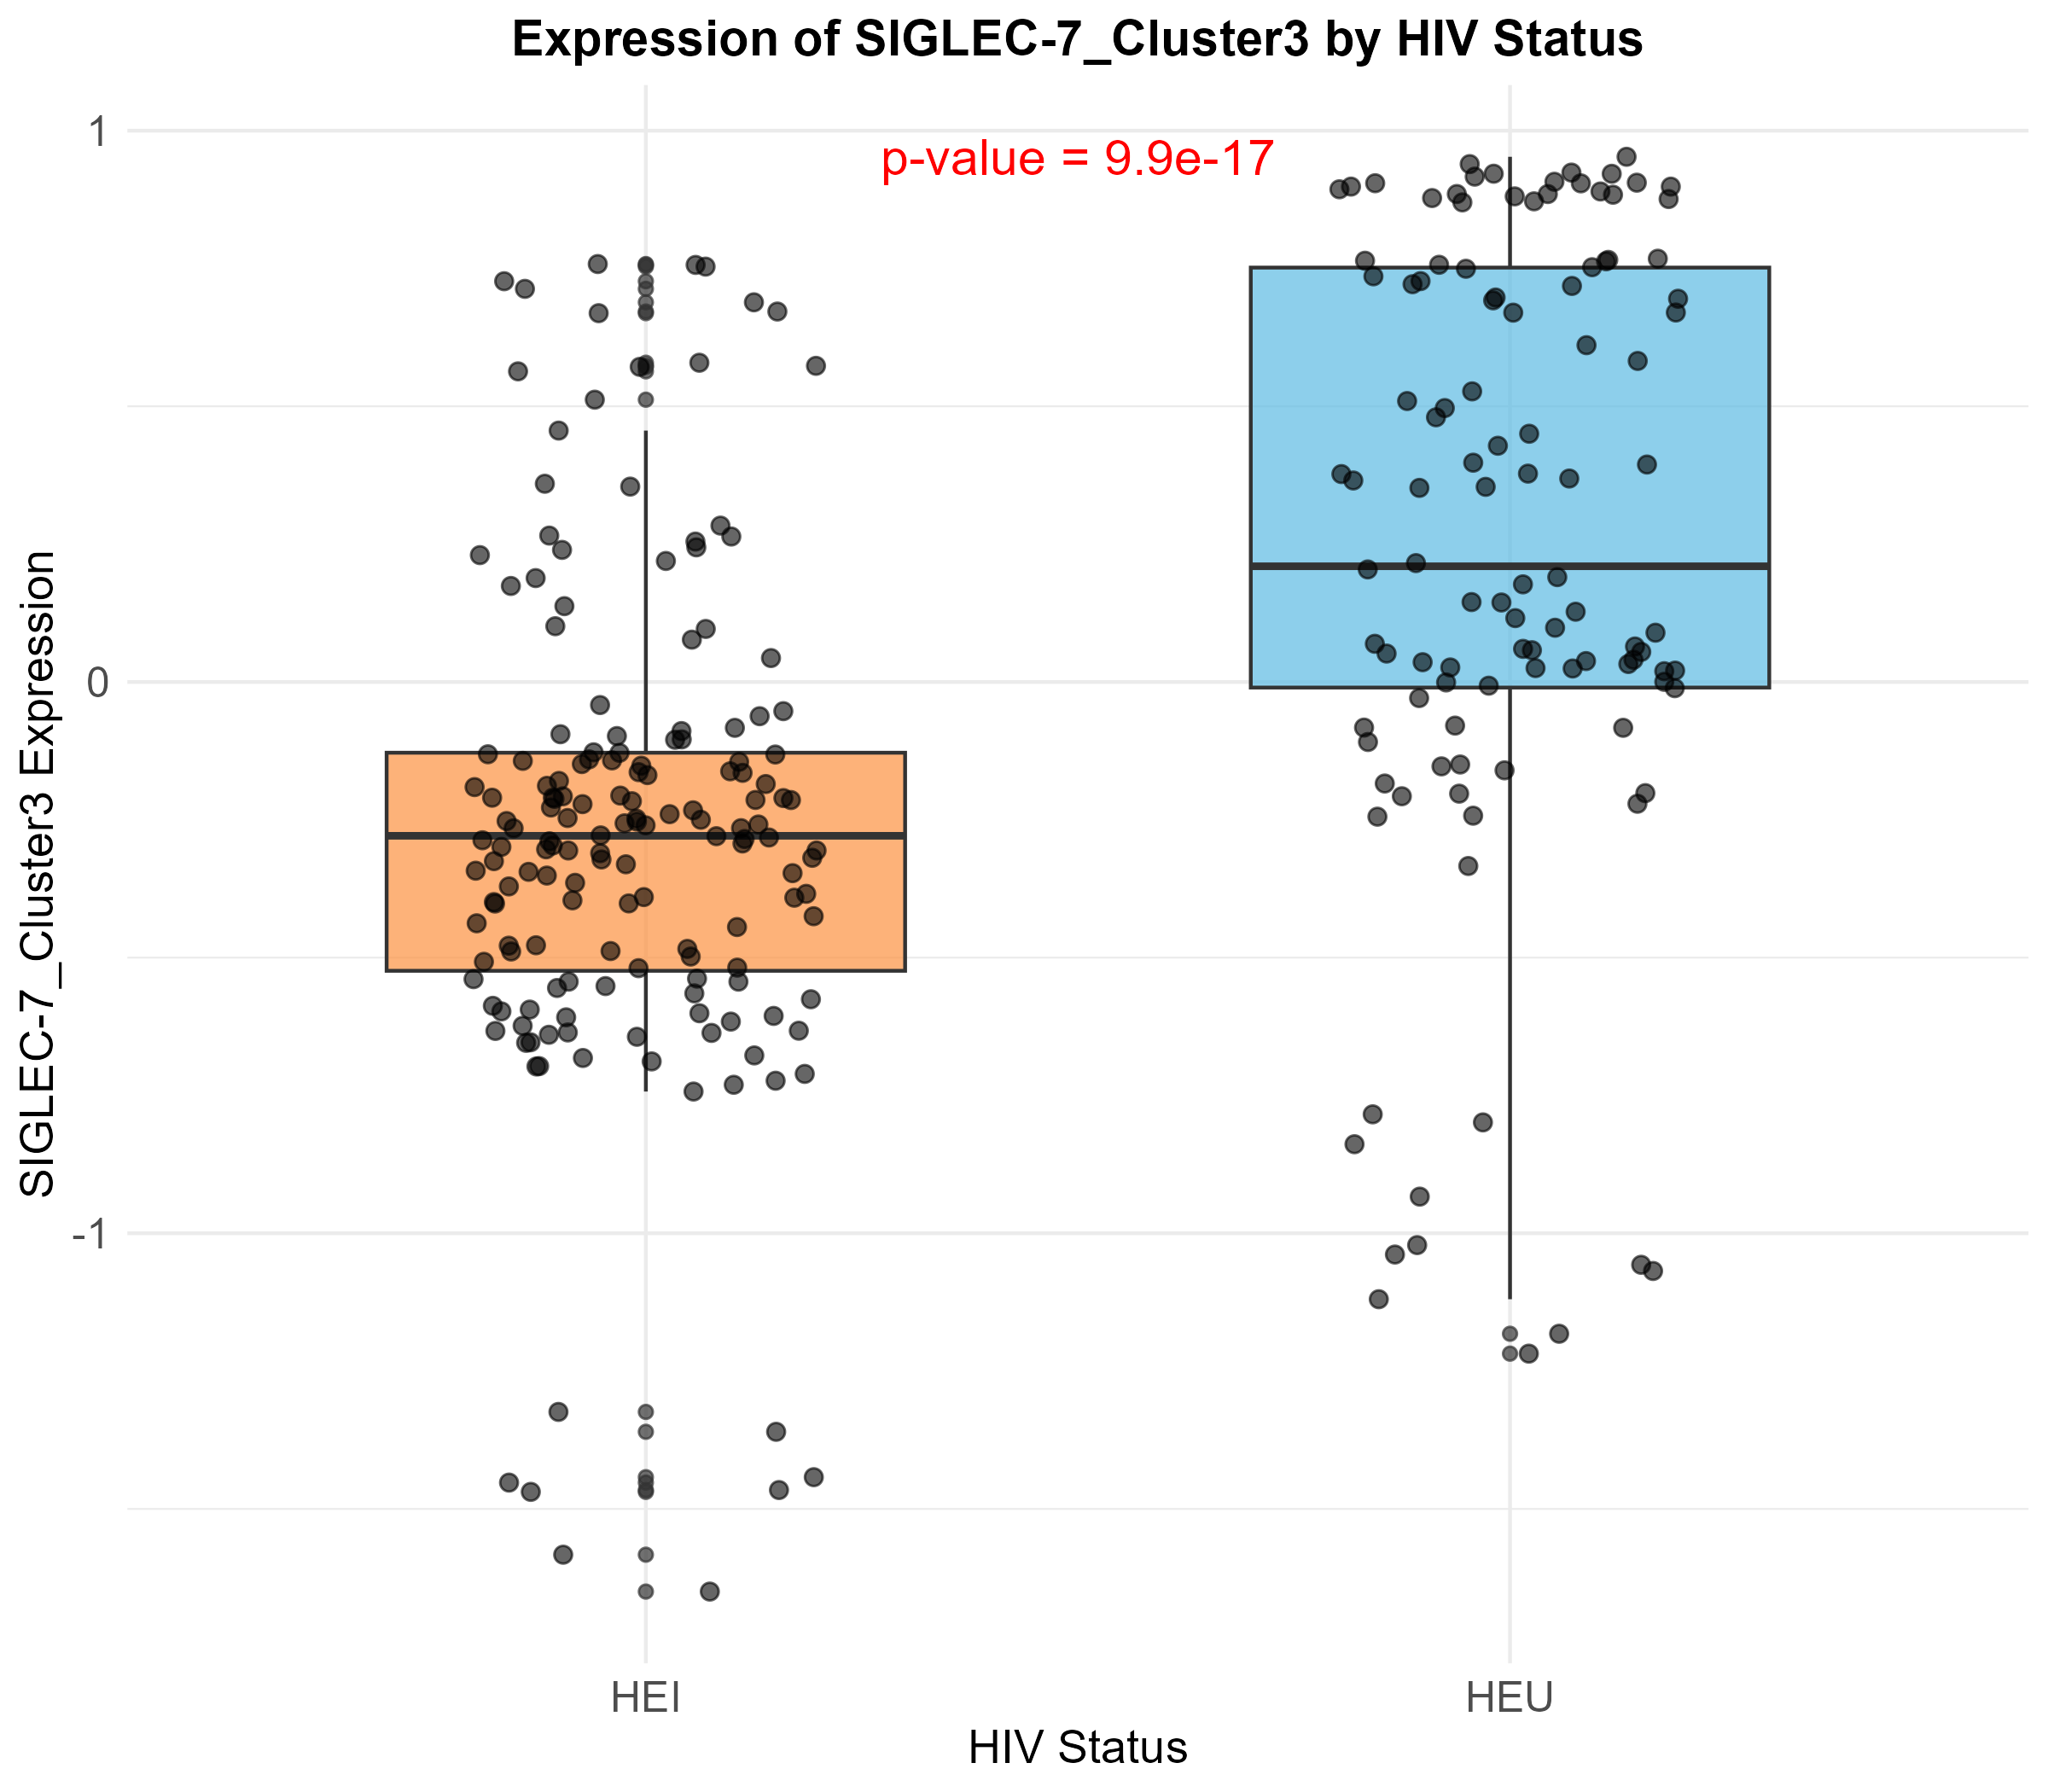 Expression of SIGLEC-7_Cluster3 by HIV Status
p-value = 9.9e-17
SIGLEC-7_Cluster3 Expression
1
0
-1
HEI
HEU
HIV Status